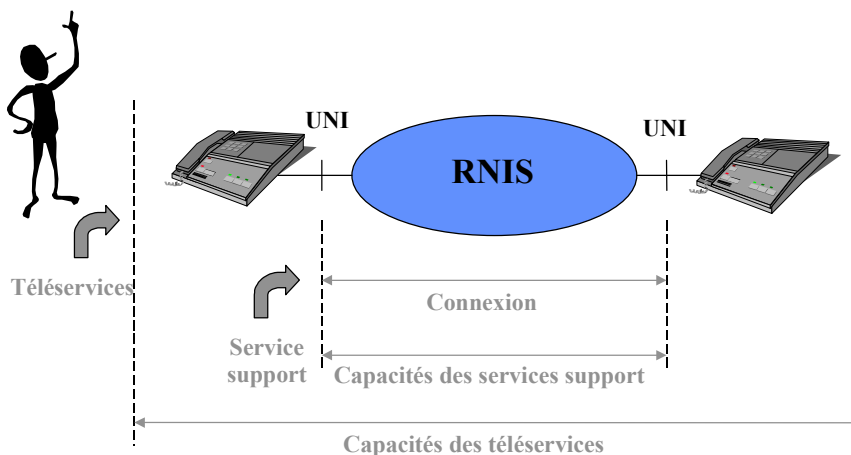 UNI
UNI
RNIS
Téléservices
Connexion
Service
support
Capacités des services support
Capacités des téléservices